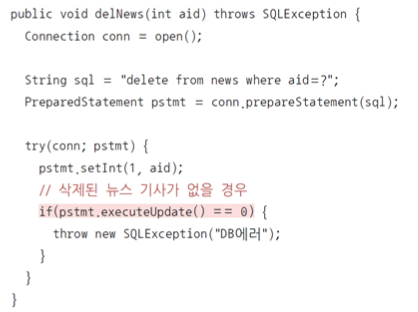 public void delNews(int aid) throws SQLException {
  Connection conn = open();

  String sql = "delete from news where aid=?";
  PreparedStatement pstmt = conn.prepareStatement(sql);

  try(conn; pstmt) {
    pstmt.setInt(1, aid);
    // 삭제된 뉴스 기사가 없을 경우
    if(pstmt.executeUpdate() == 0) {
      throw new SQLException("DB에러");
    }
  }
}